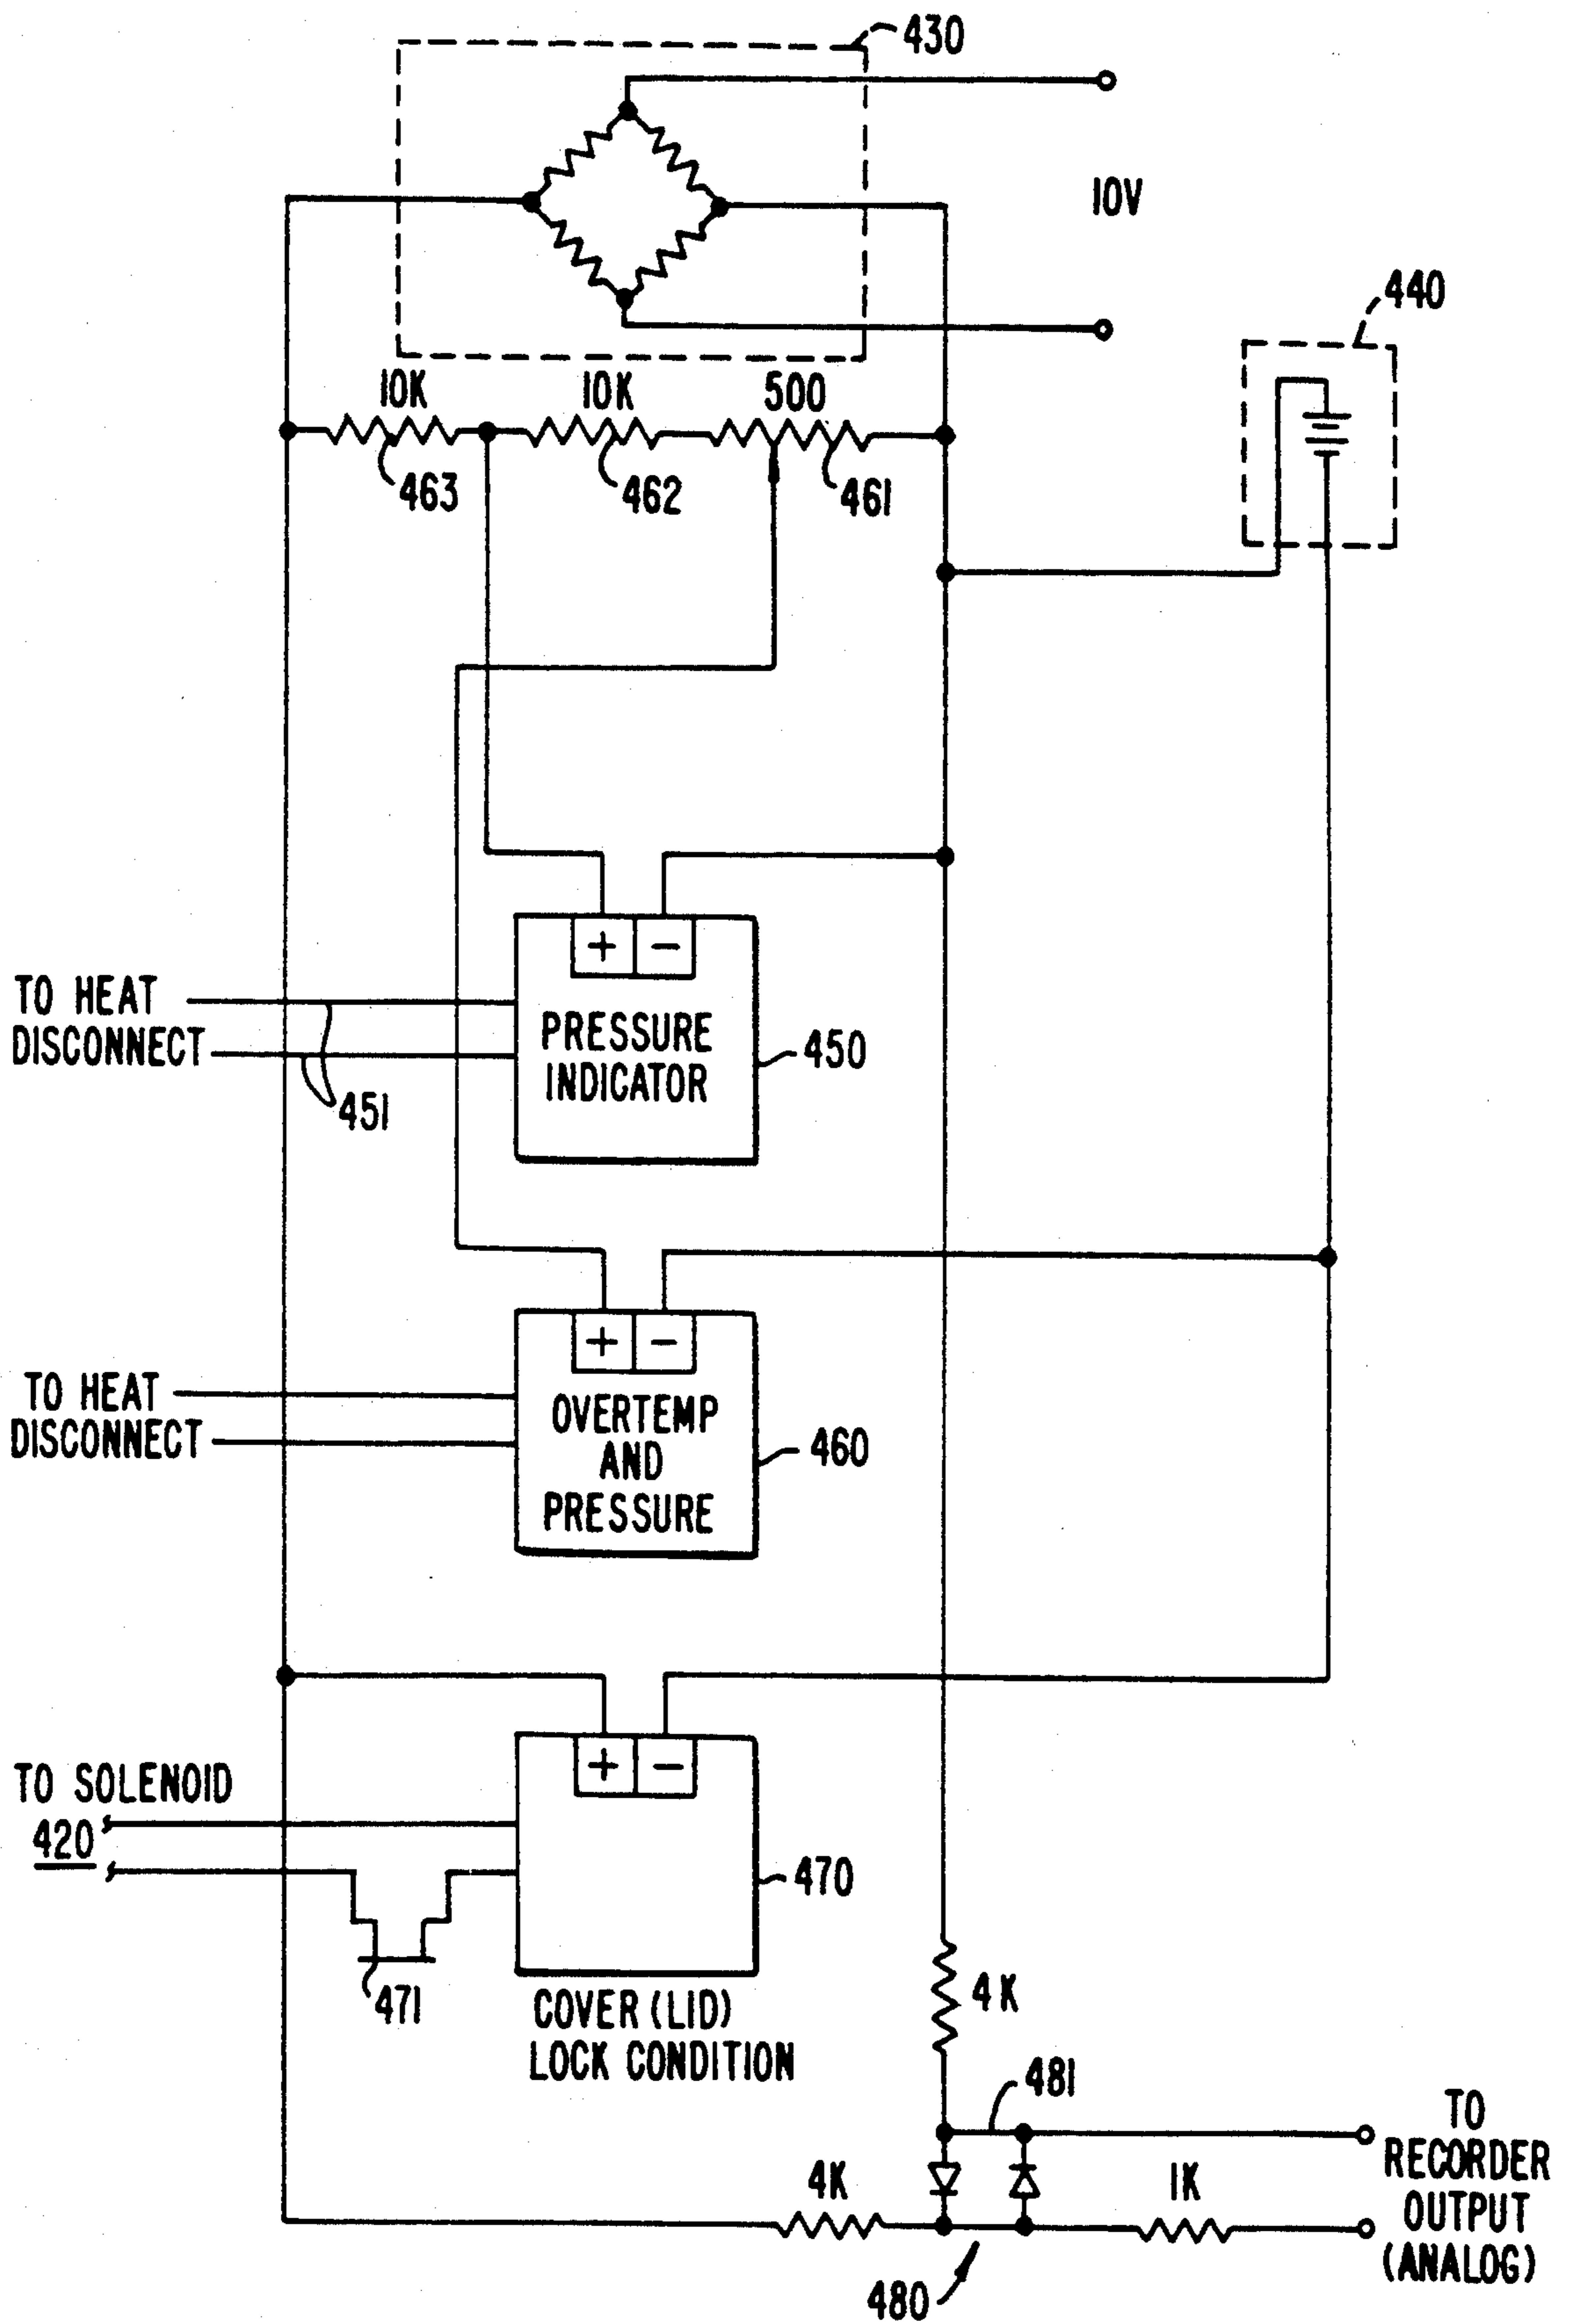 430
10V
440
10K
10K
500
463
462
461
+ −
TO HEAT
DISCONNECT
PRESSURE
INDICATOR
450
451
+ −
TO HEAT
DISCONNECT
OVERTEMP
AND
PRESSURE
460
+ −
TO SOLENOID
420
470
471
COVER (LID)
LOCK CONDITION
4K
481
TO
RECORDER
OUTPUT
(ANALOG)
4K
1K
480